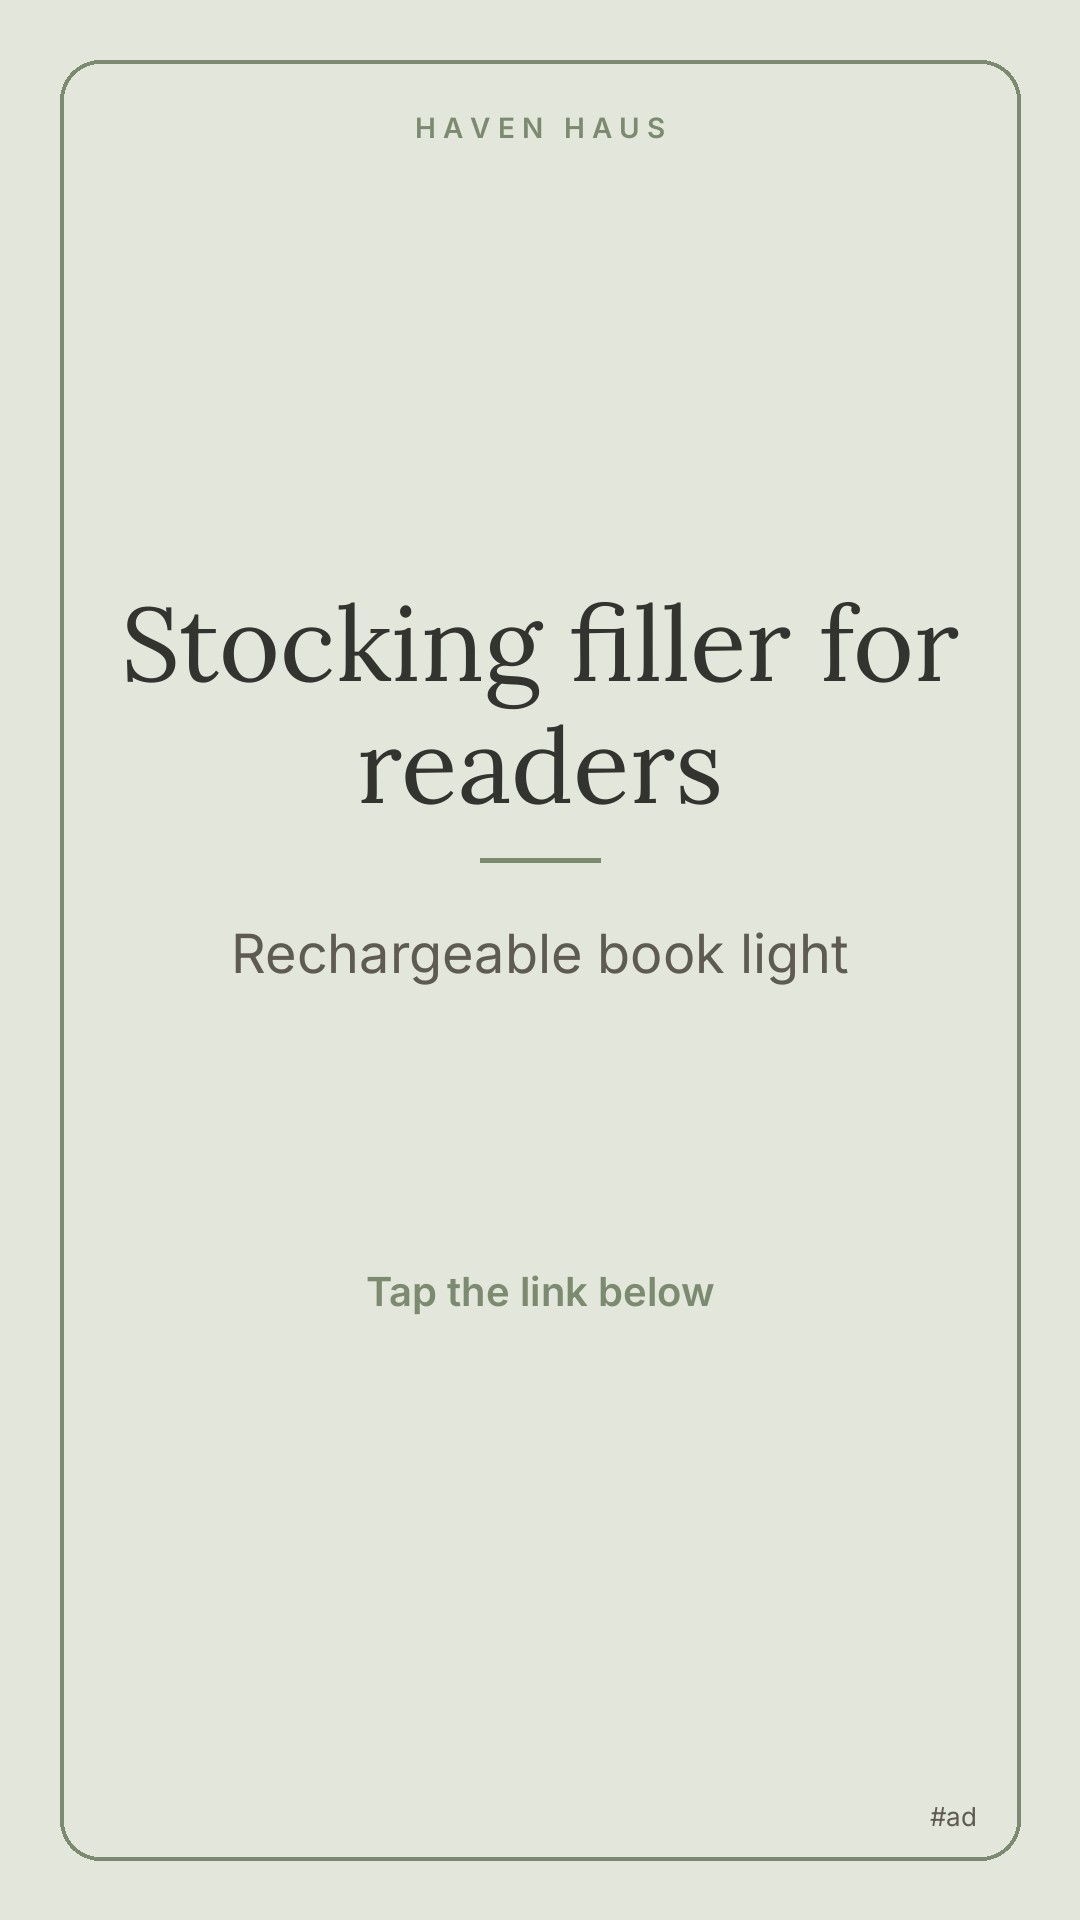 HAVEN HAUS
Stocking filler for
readers
Rechargeable book light
Tap the link below
#ad